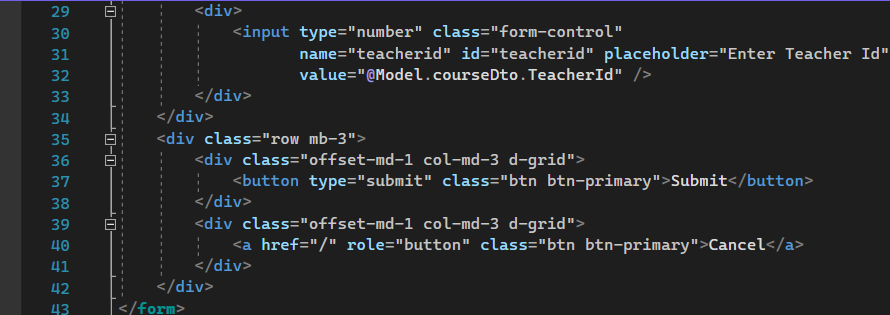 29 <div>
30 <input type="number" class="form-control"
31 name="teacherid" id="teacherid" placeholder="Enter Teacher Id"
32 value="@Model.courseDto.TeacherId" />
33 </div>
34 </div>
35 <div class="row mb-3">
36 <div class="offset-md-1 col-md-3 d-grid">
37 <button type="submit" class="btn btn-primary">Submit</button>
38 </div>
39 <div class="offset-md-1 col-md-3 d-grid">
40 <a href="/" role="button" class="btn btn-primary">Cancel</a>
41 </div>
42 </div>
43 </form>